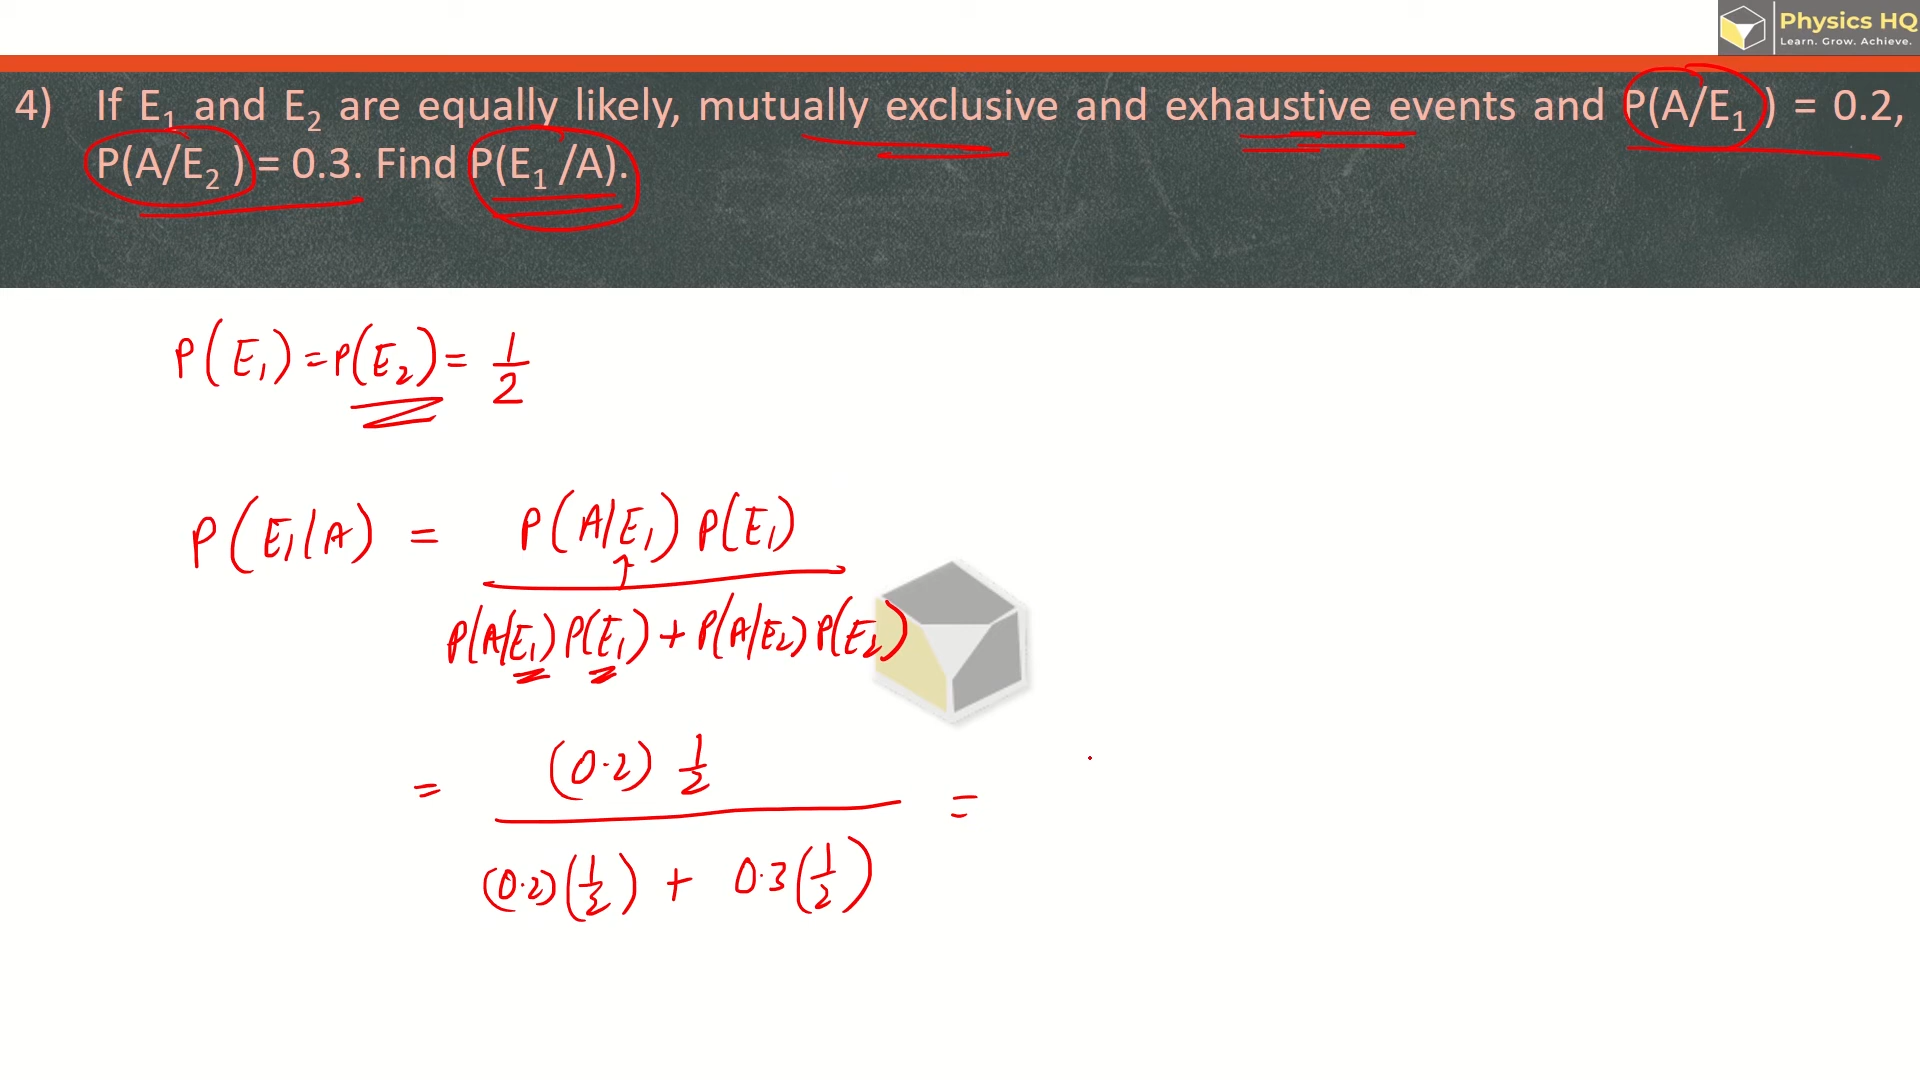 Physics HQ
Learn. Grow. Achieve.
4) If E₁ and E₂ are equally likely, mutually exclusive and exhaustive events and P(A/E₁ ) = 0.2,
P(A/E₂ ) = 0.3. Find P(E₁ /A).
P(E₁) = P(E₂) = 1/2
P(E₁/A) = P(A/E₁) P(E₁)
P(A/E₁) P(E₁) + P(A/E₂) P(E₂)
= (0.2) 1/2 =
(0.2)(1/2) + 0.3(1/2)